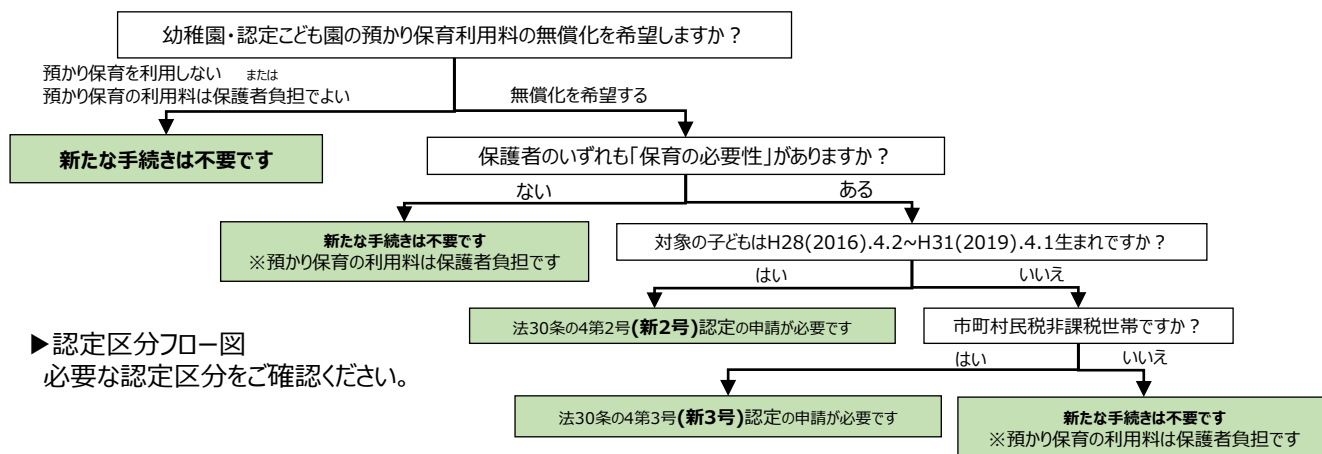 幼稚園・認定こども園の預かり保育利用料の無償化を希望しますか？
預かり保育を利用しない または
預かり保育の利用料は保護者負担でよい
無償化を希望する
新たな手続きは不要です
保護者のいずれも「保育の必要性」がありますか？
ない
ある
新たな手続きは不要です
※預かり保育の利用料は保護者負担です
対象の子どもはH28(2016).4.2~H31(2019).4.1生まれですか？
はい
いいえ
法30条の4第2号(新2号)認定の申請が必要です
市町村民税非課税世帯ですか？
▶認定区分フロー図
必要な認定区分をご確認ください。
はい
いいえ
法30条の4第3号(新3号)認定の申請が必要です
新たな手続きは不要です
※預かり保育の利用料は保護者負担です